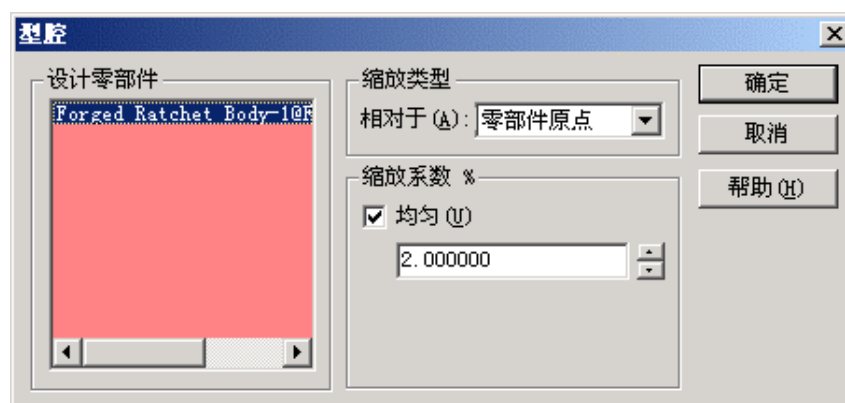 型腔
设计零部件
Forged Ratchet Body-1@F
缩放类型
相对于(A): 零部件原点
缩放系数 %
均匀(U)
2.000000
确定
取消
帮助(H)